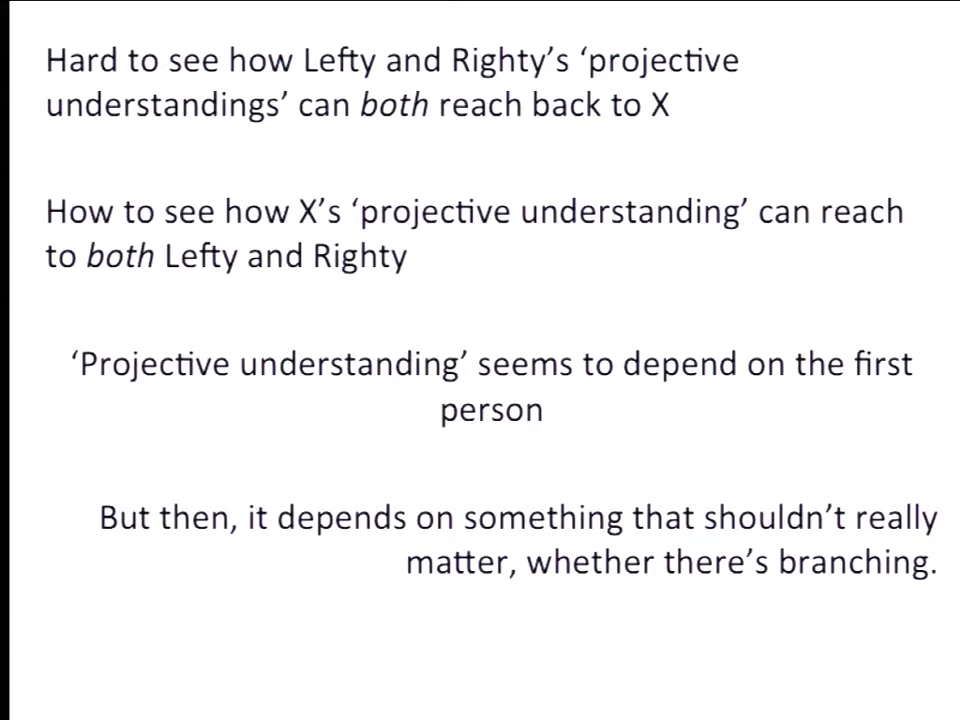 Hard to see how Lefty and Righty’s ‘projective
understandings’ can both reach back to X
How to see how X’s ‘projective understanding’ can reach
to both Lefty and Righty
‘Projective understanding’ seems to depend on the first
person
But then, it depends on something that shouldn’t really
matter, whether there’s branching.